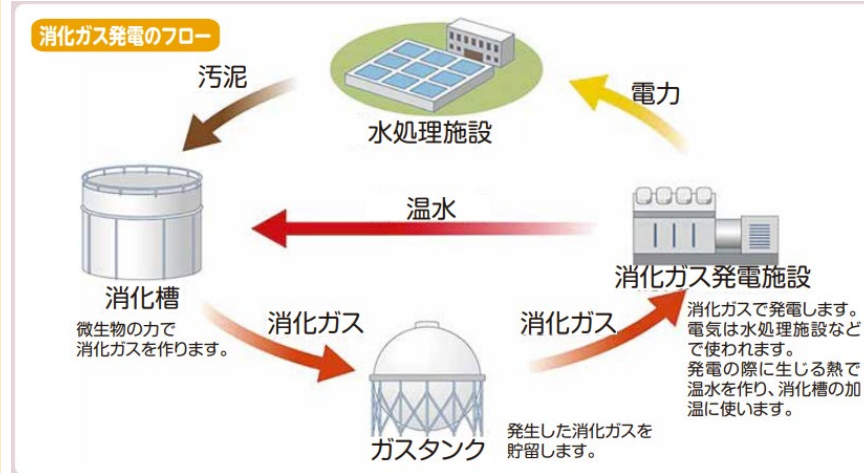 消化ガス発電のフロー
汚泥
電力
水処理施設
温水
消化槽
微生物の力で
消化ガスを作ります。
消化ガス発電施設
消化ガスで発電します。
電気は水処理施設など
で使われます。
発電の際に生じる熱で
温水を作り、消化槽の加
温に使います。
消化ガス
消化ガス
ガスタンク
発生した消化ガスを
貯留します。